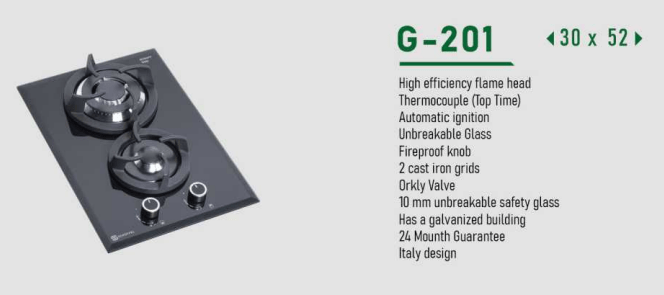 G-201
30 x 52
High efficiency flame head
Thermocouple (Top Time)
Automatic ignition
Unbreakable Glass
Fireproof knob
2 cast iron grids
Orkly Valve
10 mm unbreakable safety glass
Has a galvanized building
24 Mounth Guarantee
Italy design